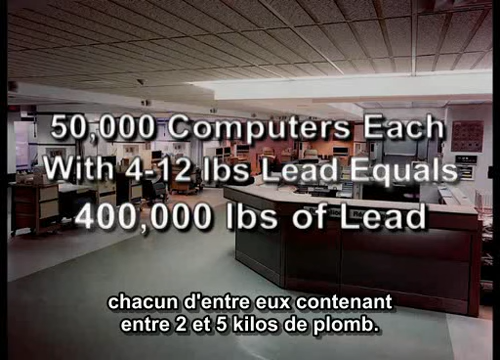 50,000 Computers Each
With 4-12 lbs Lead Equals
400,000 lbs of Lead
chacun d'entre eux contenant
entre 2 et 5 kilos de plomb.